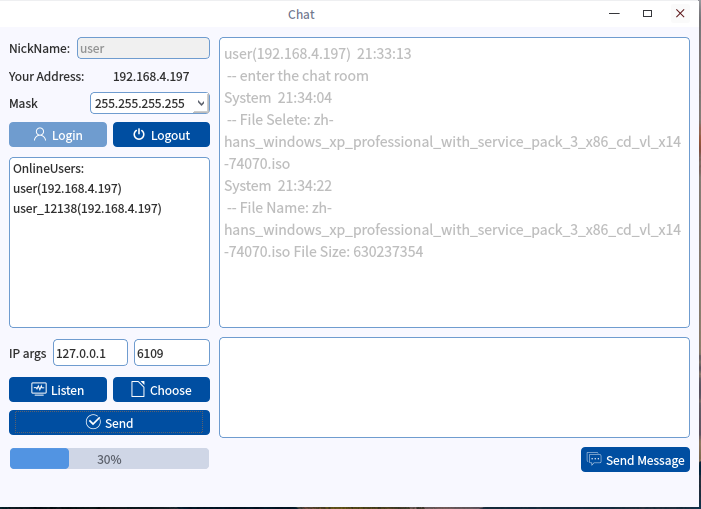 Chat
NickName: user
Your Address: 192.168.4.197
Mask 255.255.255.255
Login Logout
OnlineUsers:
user(192.168.4.197)
user_12138(192.168.4.197)
IP args 127.0.0.1 6109
Listen Choose
Send
30%
user(192.168.4.197) 21:33:13
-- enter the chat room
System 21:34:04
-- File Selete: zh-
hans_windows_xp_professional_with_service_pack_3_x86_cd_vl_x14
-74070.iso
System 21:34:22
-- File Name: zh-
hans_windows_xp_professional_with_service_pack_3_x86_cd_vl_x14
-74070.iso File Size: 630237354
Send Message